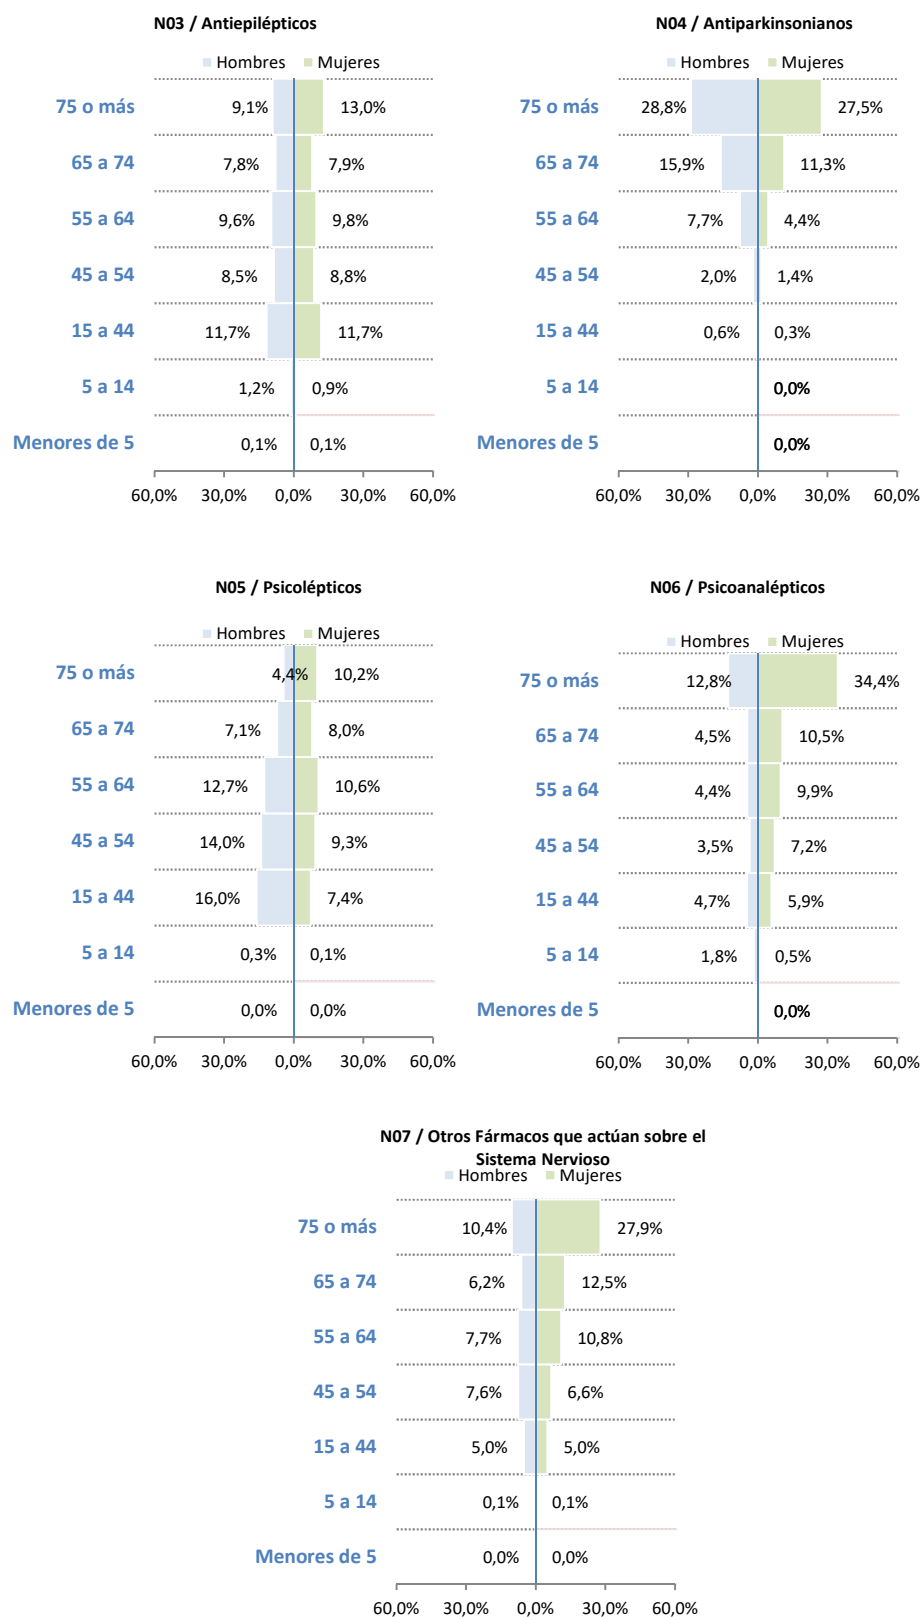 N03 / Antiepilépticos
Hombres Mujeres
75 o más 9,1% 13,0%
65 a 74 7,8% 7,9%
55 a 64 9,6% 9,8%
45 a 54 8,5% 8,8%
15 a 44 11,7% 11,7%
5 a 14 1,2% 0,9%
Menores de 5 0,1% 0,1%
60,0% 30,0% 0,0% 30,0% 60,0%
N04 / Antiparkinsonianos
Hombres Mujeres
28,8% 27,5%
75 o más
65 a 74 15,9% 11,3%
55 a 64 7,7% 4,4%
45 a 54 2,0% 1,4%
15 a 44 0,6% 0,3%
5 a 14 0,0%
Menores de 5 0,0%
60,0% 30,0% 0,0% 30,0% 60,0%
N05 / Psicolépticos
Hombres Mujeres
75 o más 4,4% 10,2%
65 a 74 7,1% 8,0%
55 a 64 12,7% 10,6%
45 a 54 14,0% 9,3%
15 a 44 16,0% 7,4%
5 a 14 0,3% 0,1%
Menores de 5 0,0% 0,0%
60,0% 30,0% 0,0% 30,0% 60,0%
N06 / Psicoanalépticos
Hombres Mujeres
75 o más 12,8% 34,4%
65 a 74 4,5% 10,5%
55 a 64 4,4% 9,9%
45 a 54 3,5% 7,2%
15 a 44 4,7% 5,9%
5 a 14 1,8% 0,5%
Menores de 5 0,0%
60,0% 30,0% 0,0% 30,0% 60,0%
N07 / Otros Fármacos que actúan sobre el
Sistema Nervioso
Hombres Mujeres
75 o más 10,4% 27,9%
65 a 74 6,2% 12,5%
55 a 64 7,7% 10,8%
45 a 54 7,6% 6,6%
15 a 44 5,0% 5,0%
5 a 14 0,1% 0,1%
Menores de 5 0,0% 0,0%
60,0% 30,0% 0,0% 30,0% 60,0%